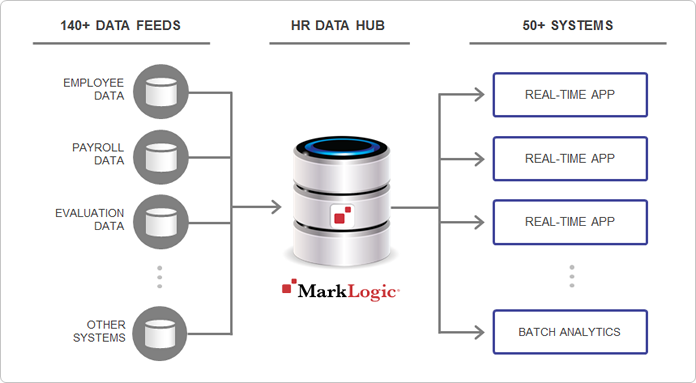 140+ DATA FEEDS
HR DATA HUB
50+ SYSTEMS
EMPLOYEE
DATA
PAYROLL
DATA
EVALUATION
DATA
OTHER
SYSTEMS
MarkLogic
REAL-TIME APP
REAL-TIME APP
REAL-TIME APP
BATCH ANALYTICS